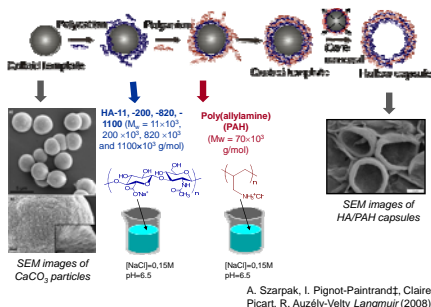 Polycation
Polyanion
Core
removal
Colloid template
Coated template
Hollow capsule
HA-11, -200, -820, -
1100 (Mw = 11×10³,
200 ×10³, 820 ×10³
and 1100x10³ g/mol)
Poly(allylamine)
(PAH)
(Mw = 70×10³
g/mol)
SEM images of
HA/PAH capsules
SEM images of
CaCO₃ particles
[NaCl]=0,15M
pH=6.5
[NaCl]=0,15M
pH=6.5
A. Szarpak, I. Pignot-Paintrand‡, Claire
Picart, R. Auzély-Velty Langmuir (2008)